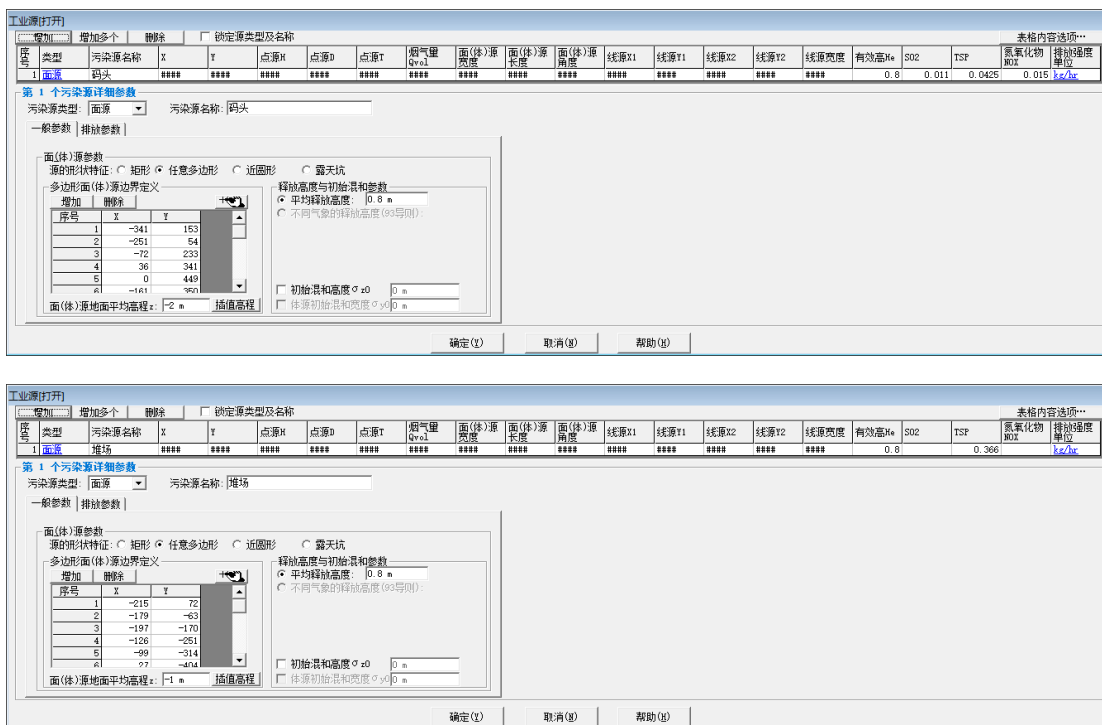 工业源[打开]
增加 增加多个 删除 锁定源类型及名称 表格内容选项…
序号 类型 污染源名称 X Y 点源H 点源D 点源T 烟气量Qvol 面(体)源宽度 面(体)源长度 面(体)源角度 线源X1 线源Y1 线源X2 线源Y2 线源宽度 有效高He SO2 TSP 氮氧化物NOX 排放强度单位
1 面源 码头 #### #### #### #### #### #### #### #### #### #### #### #### #### #### 0.8 0.011 0.0425 0.015 kg/hr
第 1 个污染源详细参数
污染源类型: 面源 污染源名称: 码头
一般参数 排放参数
面(体)源参数
源的形状特征: 矩形 任意多边形 近圆形 露天坑
多边形面(体)源边界定义 释放高度与初始混和参数
增加 删除 平均释放高度: 0.8 m
序号 X Y 不同气象的释放高度(93导则):
1 -341 153
2 -251 54
3 -72 233
4 36 341
5 0 449
6 -161 350 初始混和高度σz0 0 m
面(体)源地面平均高程z: -2 m 插值高程 体源初始混和宽度σy0 0 m
确定(Y) 取消(N) 帮助(H)
工业源[打开]
增加 增加多个 删除 锁定源类型及名称 表格内容选项…
序号 类型 污染源名称 X Y 点源H 点源D 点源T 烟气量Qvol 面(体)源宽度 面(体)源长度 面(体)源角度 线源X1 线源Y1 线源X2 线源Y2 线源宽度 有效高He SO2 TSP 氮氧化物NOX 排放强度单位
1 面源 堆场 #### #### #### #### #### #### #### #### #### #### #### #### #### #### 0.8 0.366 kg/hr
第 1 个污染源详细参数
污染源类型: 面源 污染源名称: 堆场
一般参数 排放参数
面(体)源参数
源的形状特征: 矩形 任意多边形 近圆形 露天坑
多边形面(体)源边界定义 释放高度与初始混和参数
增加 删除 平均释放高度: 0.8 m
序号 X Y 不同气象的释放高度(93导则):
1 -215 72
2 -179 -63
3 -197 -170
4 -126 -251
5 -99 -314
6 27 -404 初始混和高度σz0 0 m
面(体)源地面平均高程z: -1 m 插值高程 体源初始混和宽度σy0 0 m
确定(Y) 取消(N) 帮助(H)